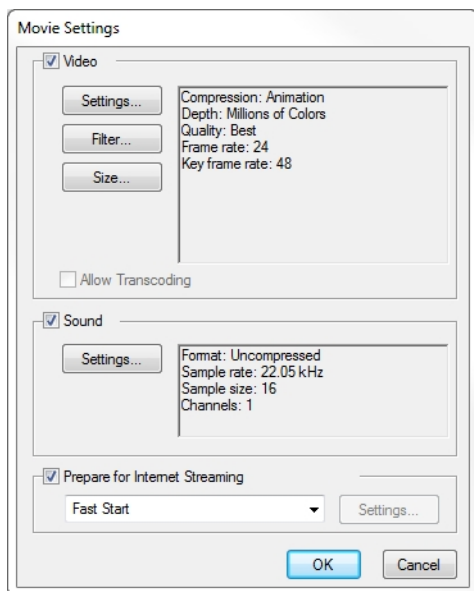 Movie Settings
Video
Settings...
Filter...
Size...
Compression: Animation
Depth: Millions of Colors
Quality: Best
Frame rate: 24
Key frame rate: 48
Allow Transcoding
Sound
Settings...
Format: Uncompressed
Sample rate: 22.05 kHz
Sample size: 16
Channels: 1
Prepare for Internet Streaming
Fast Start
Settings...
OK
Cancel